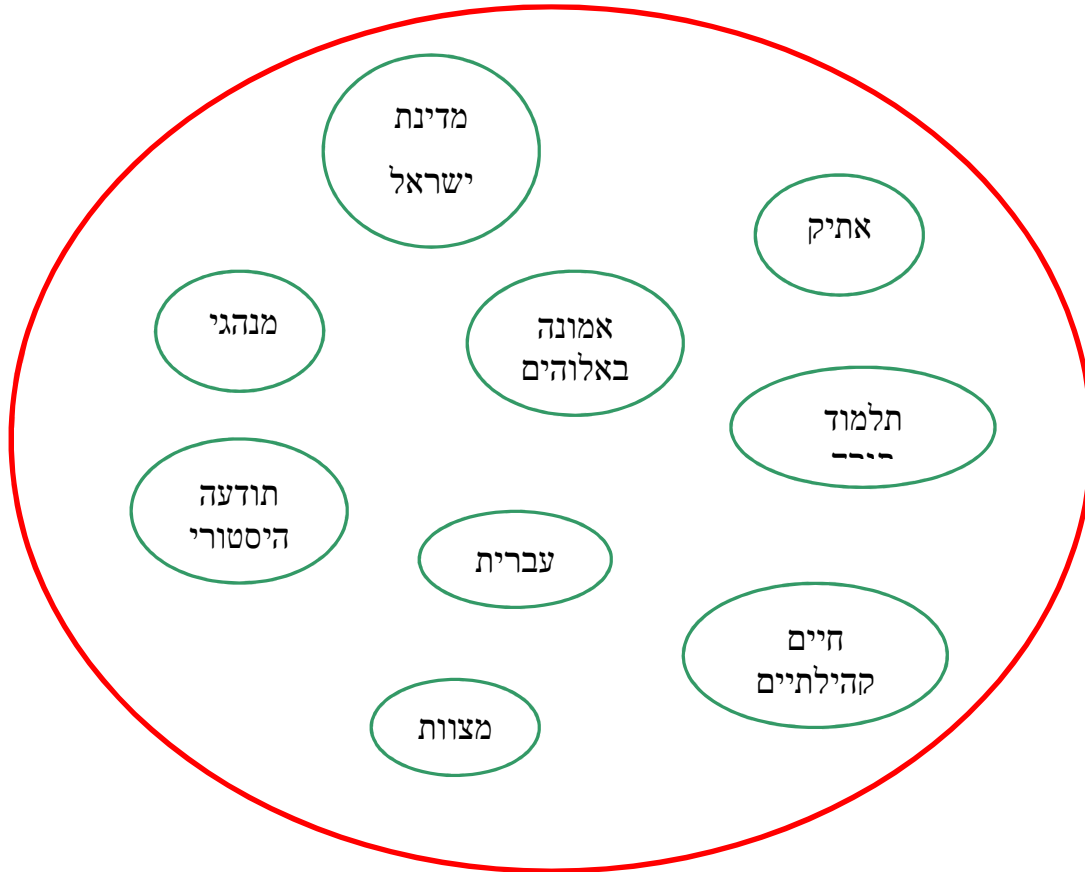 מדינת
ישראל
אתיק
מנהגי
אמונה
באלוהים
תלמוד
תודעה
היסטורי
עברית
חיים
קהילתיים
מצוות